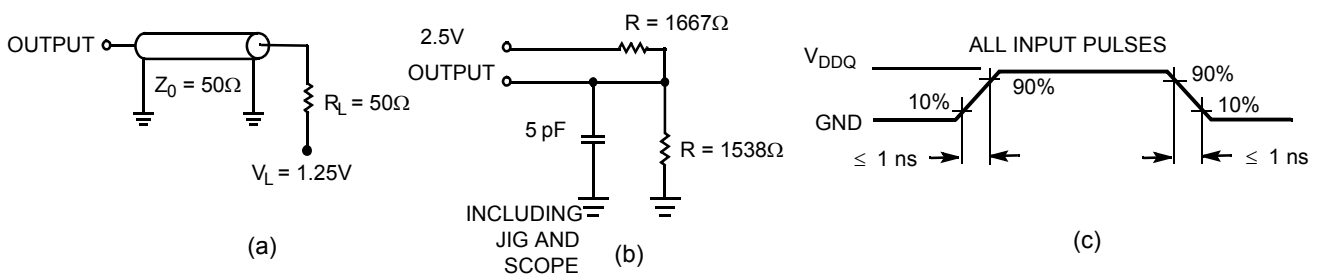 OUTPUT
Z0 = 50Ω
RL = 50Ω
VL = 1.25V
(a)
R = 1667Ω
2.5V
OUTPUT
5 pF
R = 1538Ω
INCLUDING
JIG AND
SCOPE
(b)
ALL INPUT PULSES
VDDQ
90%
90%
10%
10%
GND
≤ 1 ns
≤ 1 ns
(c)